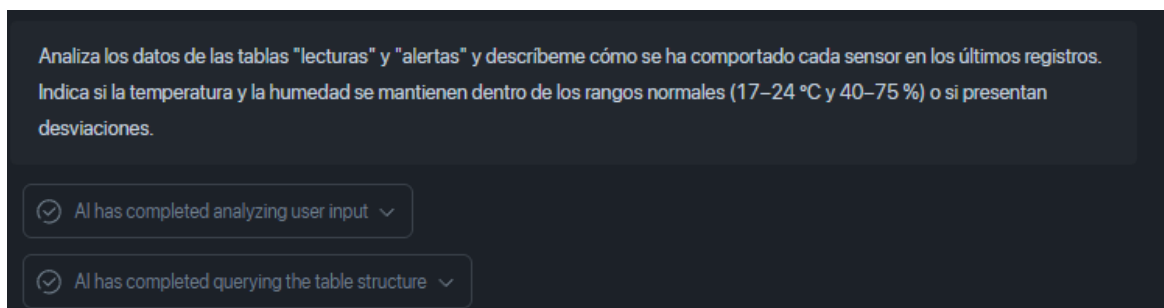 Analiza los datos de las tablas "lecturas" y "alertas" y descríbeme cómo se ha comportado cada sensor en los últimos registros.
Indica si la temperatura y la humedad se mantienen dentro de los rangos normales (17–24 °C y 40–75 %) o si presentan
desviaciones.
AI has completed analyzing user input
AI has completed querying the table structure